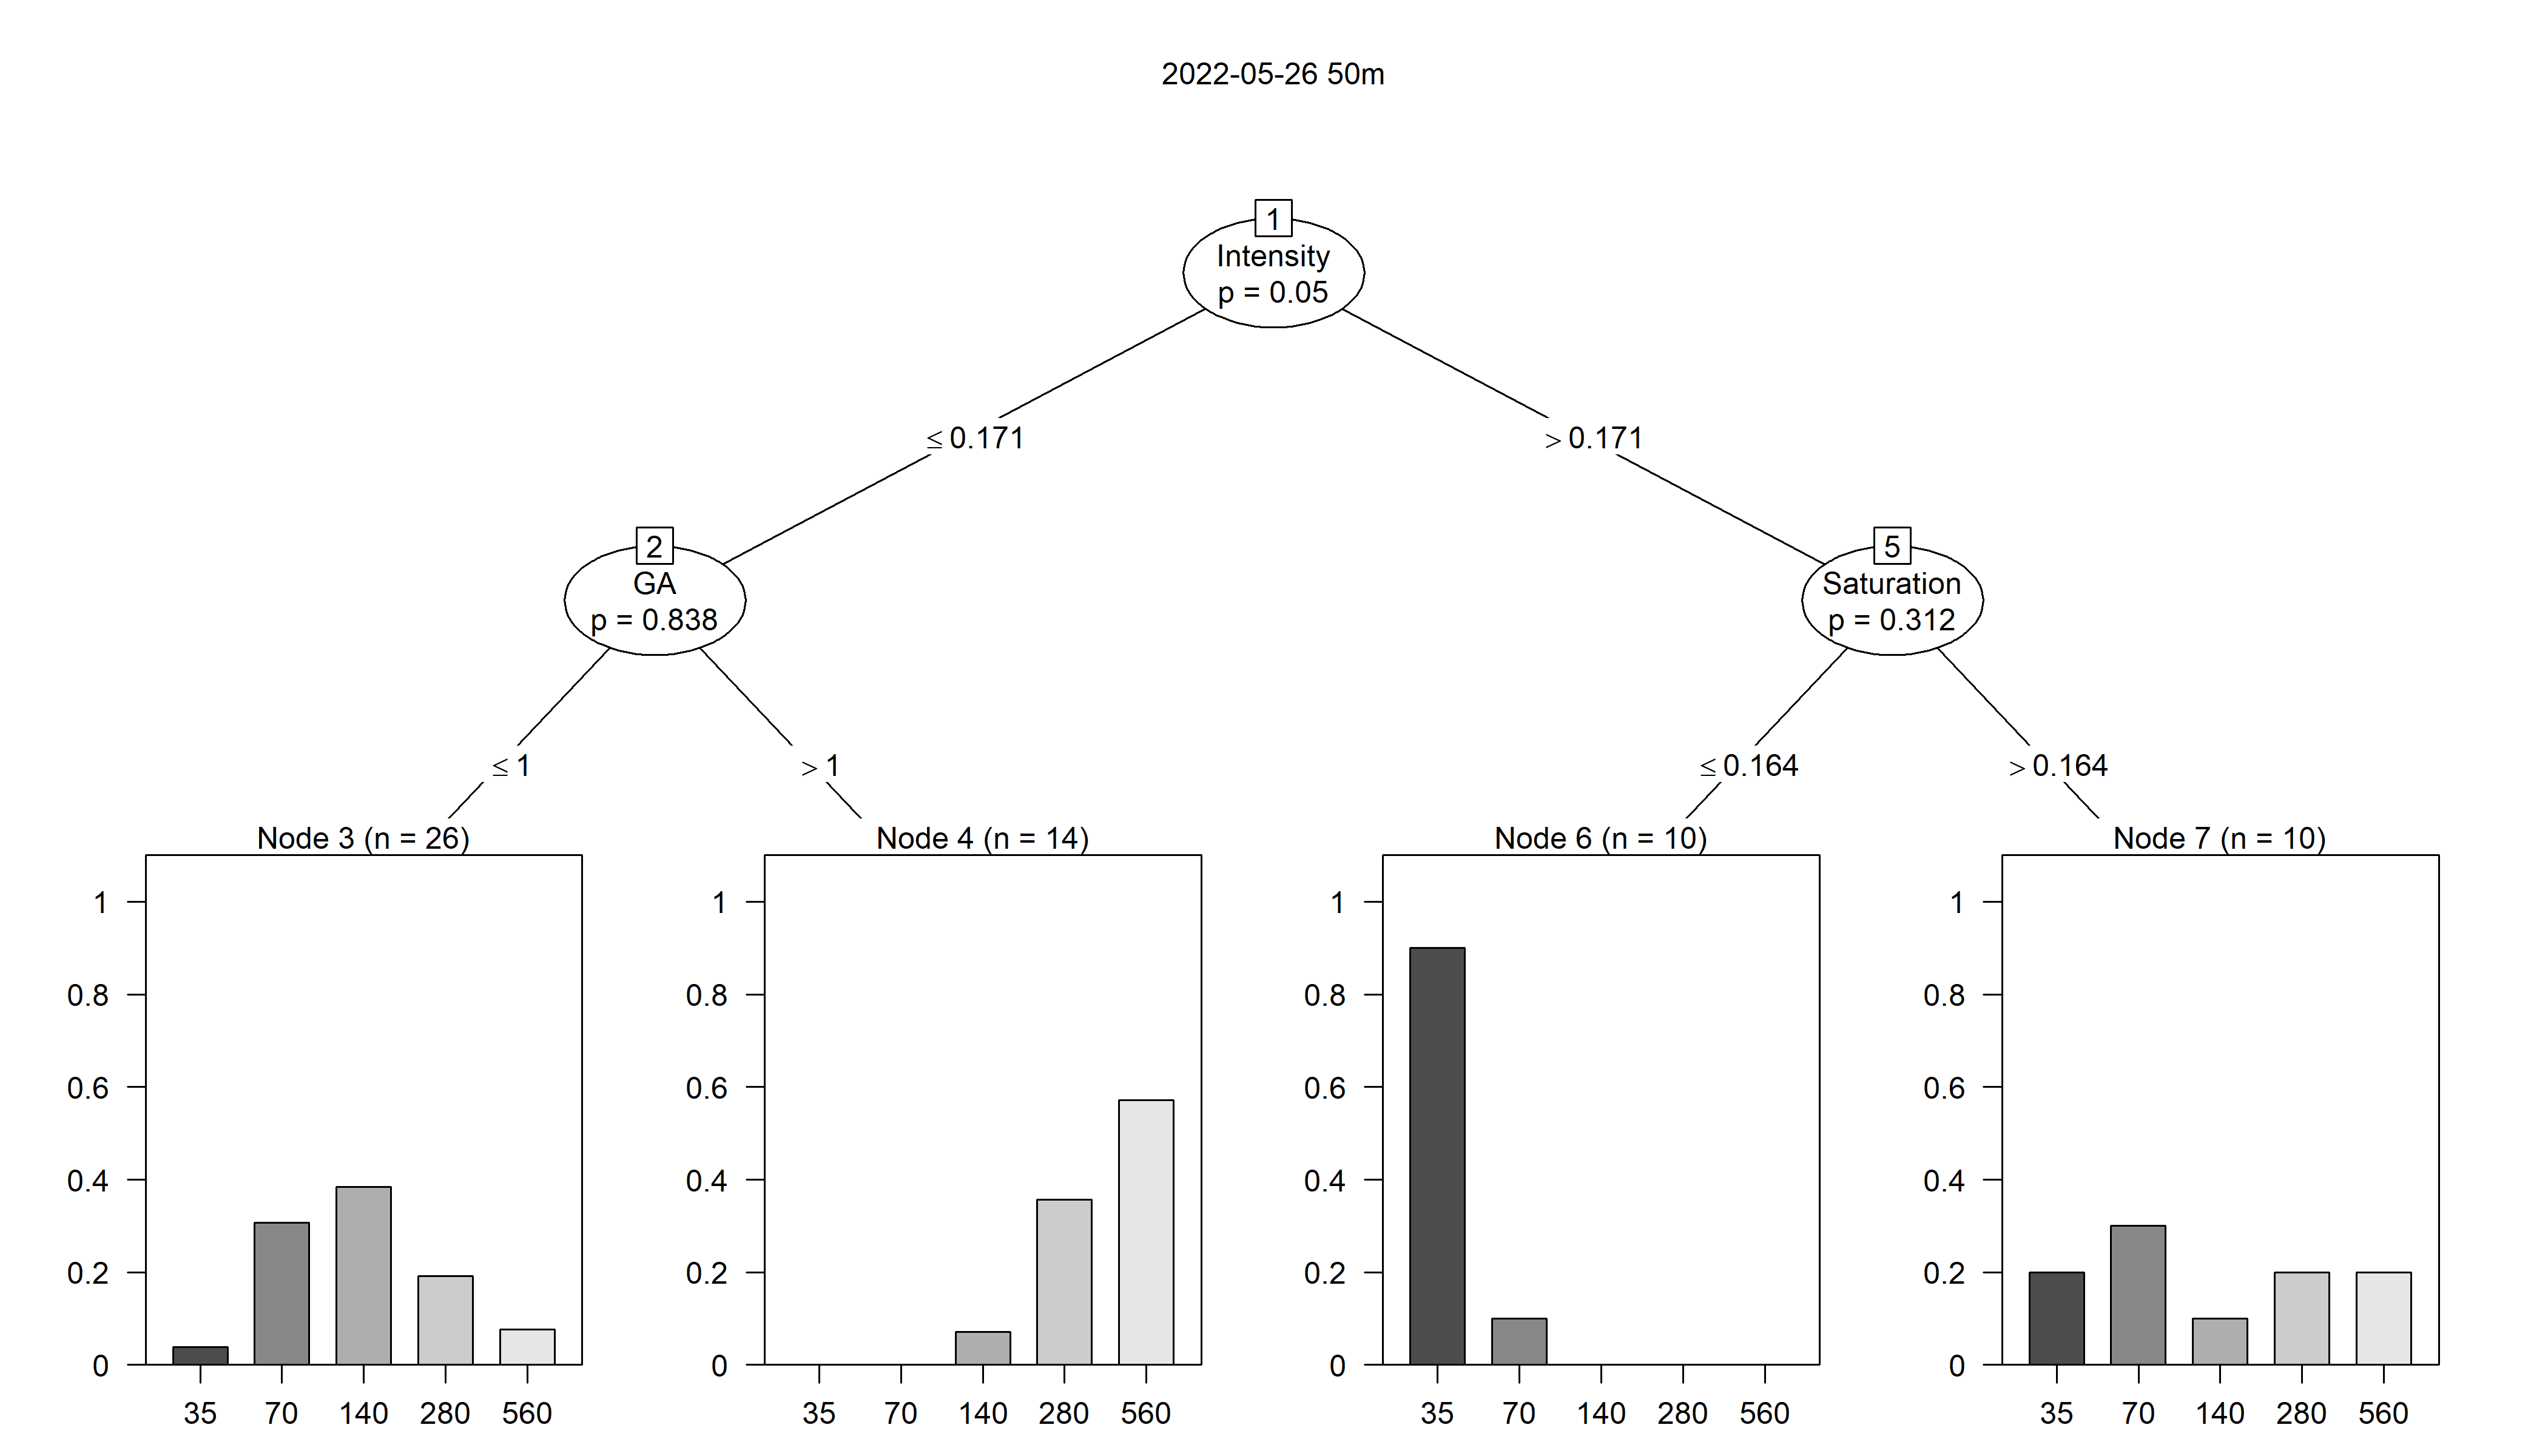 2022-05-26 50m
1
Intensity
p = 0.05
≤ 0.171
> 0.171
2
GA
p = 0.838
5
Saturation
p = 0.312
≤ 1
> 1
≤ 0.164
> 0.164
Node 3 (n = 26)
1
0.8
0.6
0.4
0.2
0
35 70 140 280 560
Node 4 (n = 14)
1
0.8
0.6
0.4
0.2
0
35 70 140 280 560
Node 6 (n = 10)
1
0.8
0.6
0.4
0.2
0
35 70 140 280 560
Node 7 (n = 10)
1
0.8
0.6
0.4
0.2
0
35 70 140 280 560